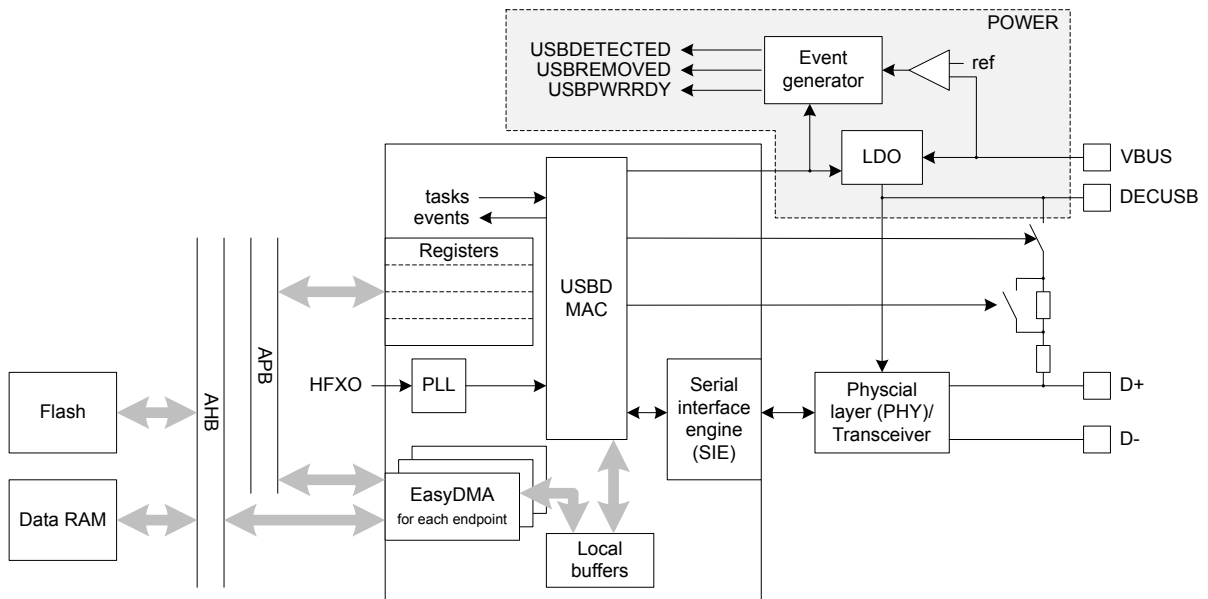 POWER
USBDETECTED
USBREMOVED
USBPWRRDY
Event
generator
ref
LDO
VBUS
DECUSB
tasks
events
Registers
USBD
MAC
APB
AHB
HFXO
PLL
Flash
Data RAM
Serial
interface
engine
(SIE)
Physcial
layer (PHY)/
Transceiver
D+
D-
EasyDMA
for each endpoint
Local
buffers